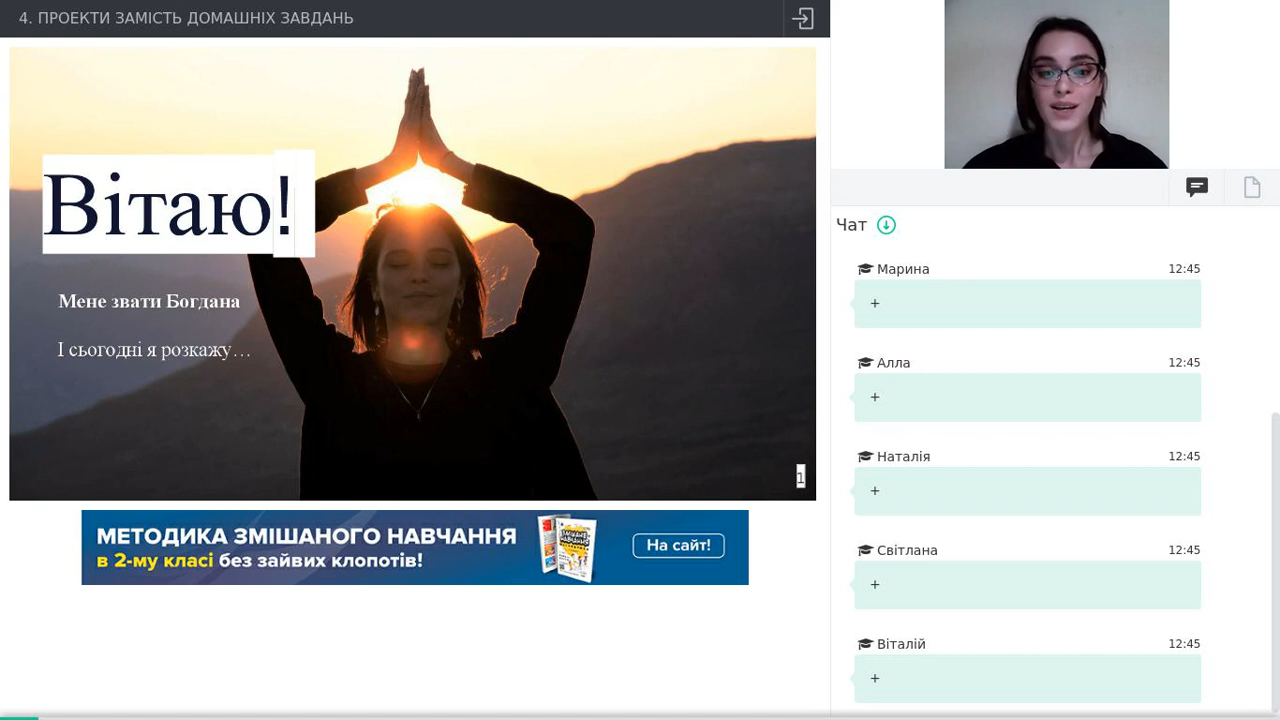 4. ПРОЕКТИ ЗАМІСТЬ ДОМАШНІХ ЗАВДАНЬ
Вітаю!
Мене звати Богдана
І сьогодні я розкажу…
1
МЕТОДИКА ЗМІШАНОГО НАВЧАННЯ
в 2-му класі без зайвих клопотів!
На сайт!
Чат
Марина 12:45
+
Алла 12:45
+
Наталія 12:45
+
Світлана 12:45
+
Віталій 12:45
+